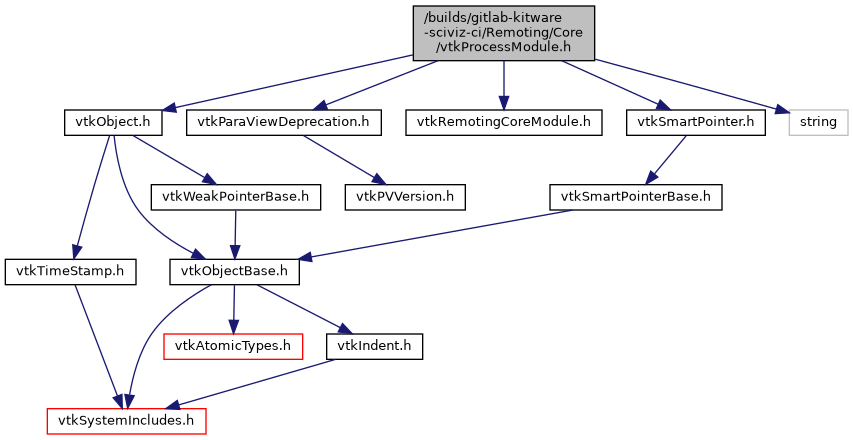 /builds/gitlab-kitware
-sciviz-ci/Remoting/Core
/vtkProcessModule.h
vtkObject.h
vtkParaViewDeprecation.h
vtkRemotingCoreModule.h
vtkSmartPointer.h
string
vtkWeakPointerBase.h
vtkPVVersion.h
vtkSmartPointerBase.h
vtkTimeStamp.h
vtkObjectBase.h
vtkAtomicTypes.h
vtkIndent.h
vtkSystemIncludes.h